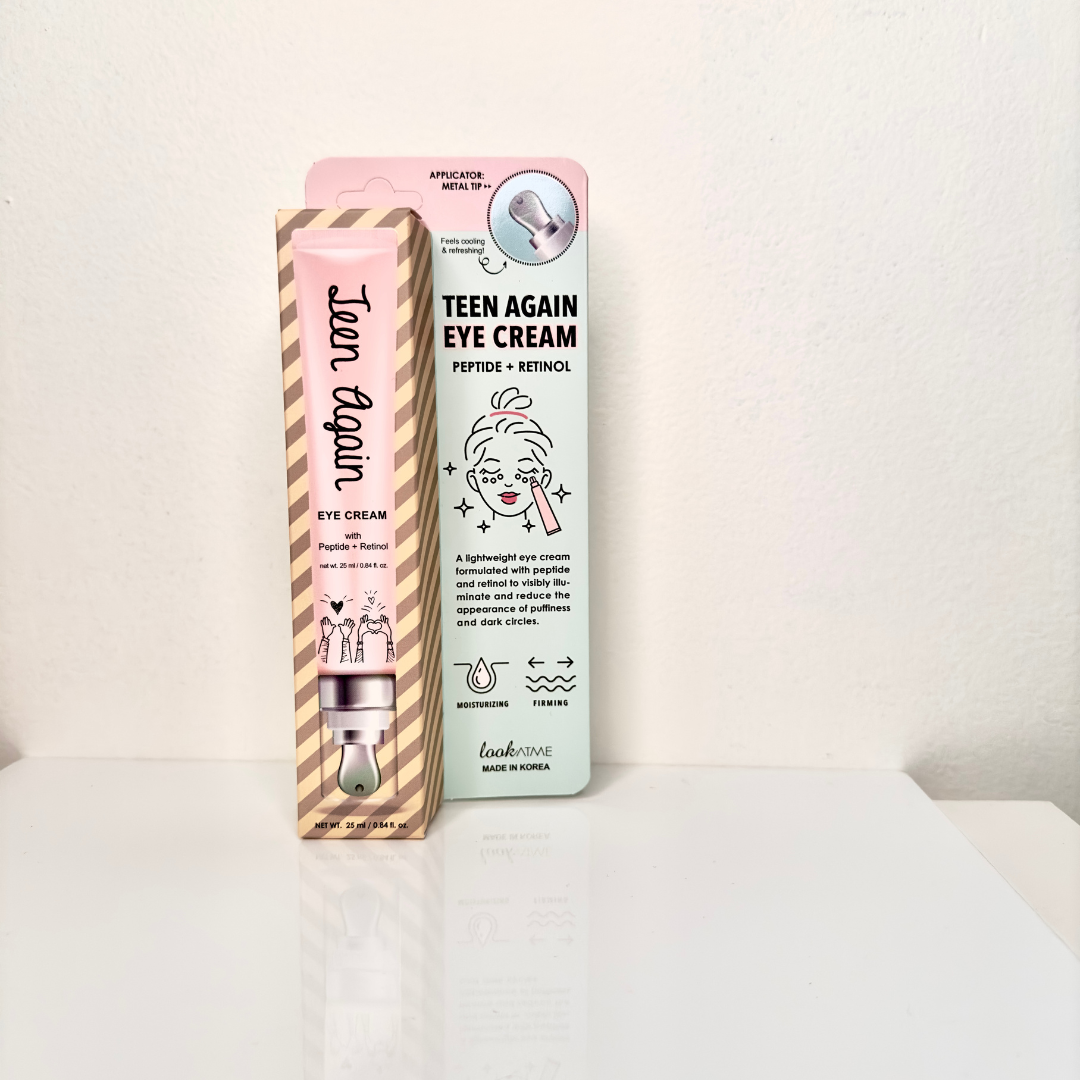 Teen Again
EYE CREAM
with
Peptide + Retinol
net wt. 25 ml / 0.84 fl. oz.
NET WT. 25 ml / 0.84 fl. oz.
APPLICATOR:
METAL TIP ▸▸
Feels cooling
& refreshing!
TEEN AGAIN
EYE CREAM
PEPTIDE + RETINOL
A lightweight eye cream
formulated with peptide
and retinol to visibly illu-
minate and reduce the
appearance of puffiness
and dark circles.
MOISTURIZING
FIRMING
lookATME
MADE IN KOREA